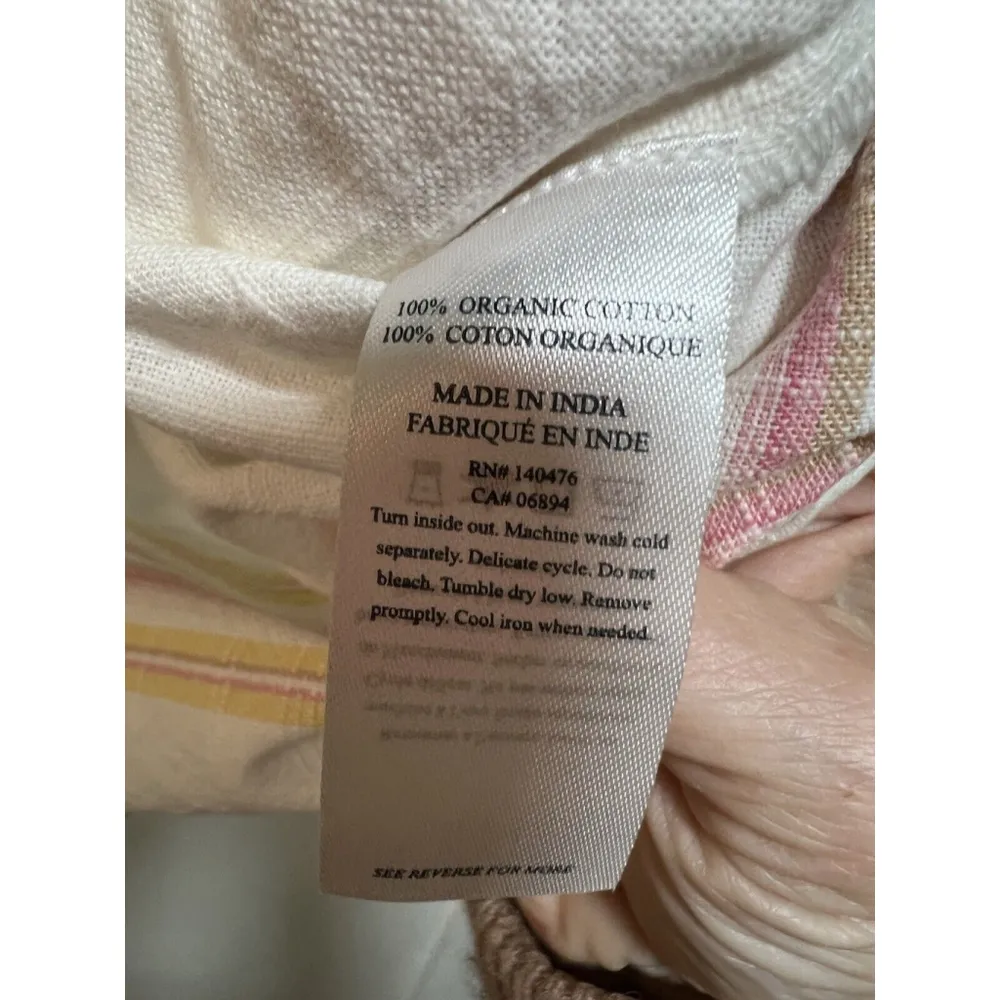 100% ORGANIC COTTON
100% COTON ORGANIQUE
MADE IN INDIA
FABRIQUÉ EN INDE
RN# 140476
CA# 06894
Turn inside out. Machine wash cold
separately. Delicate cycle. Do not
bleach. Tumble dry low. Remove
promptly. Cool iron when needed.
SEE REVERSE FOR MORE